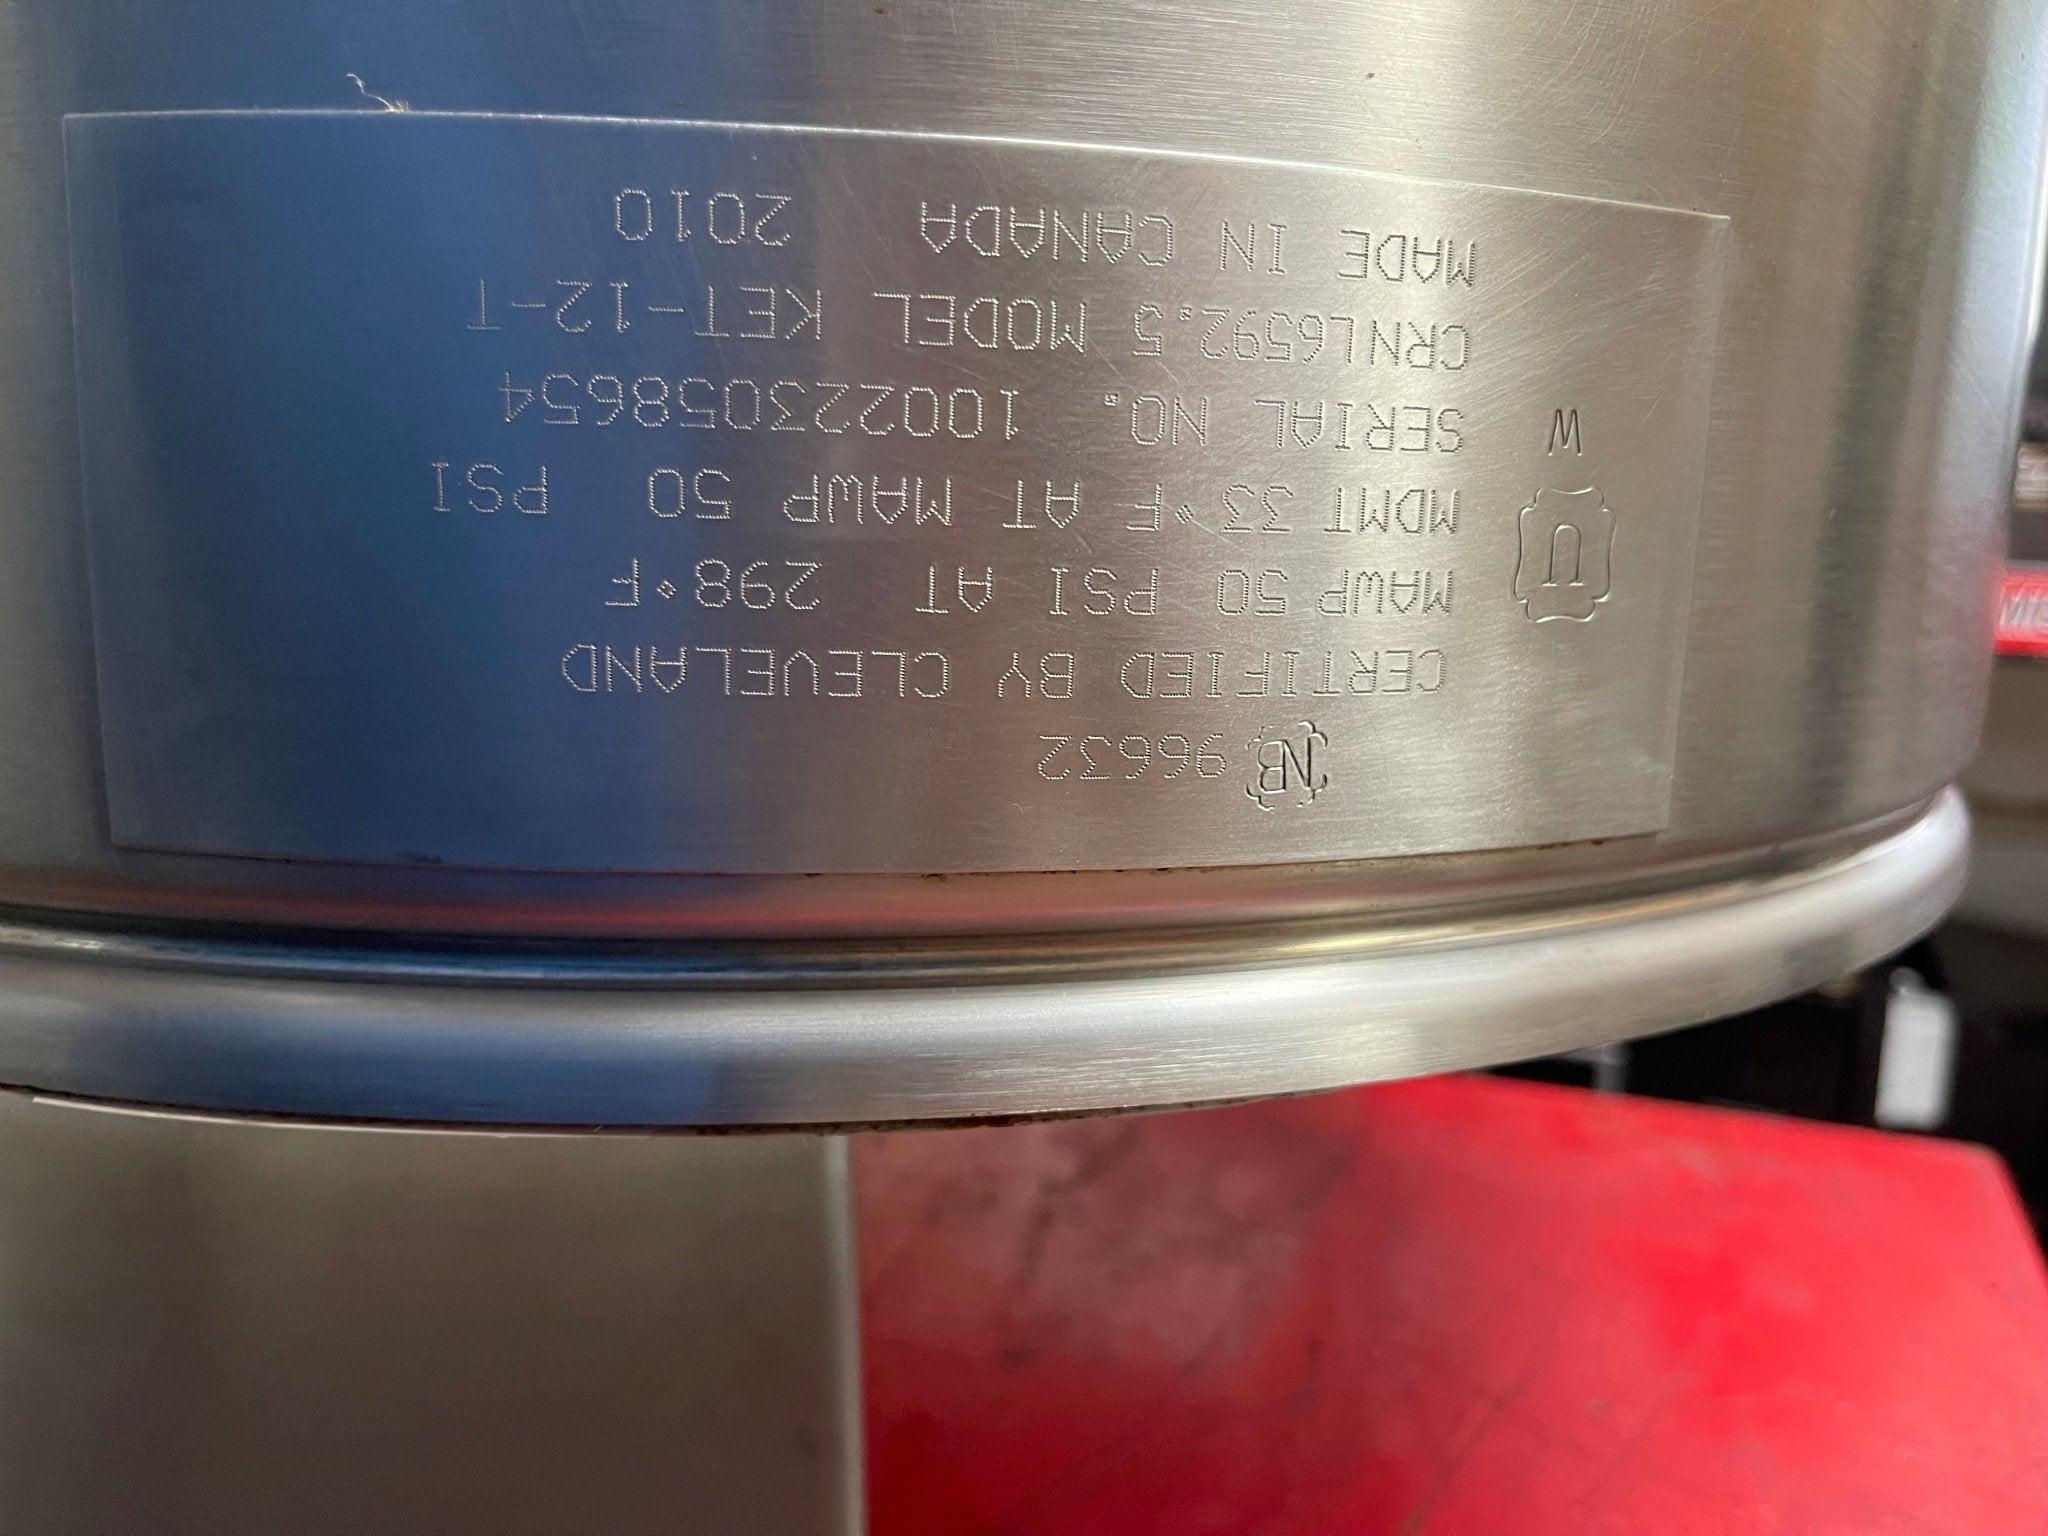 NB 96632
CERTIFIED BY CLEVELAND
MAWP 50 PSI AT 298°F
MDMT 33°F AT MAWP 50 PSI
SERIAL NO. 100223058654
CRNL6592.5 MODEL KET-12-T
MADE IN CANADA 2010
U
W